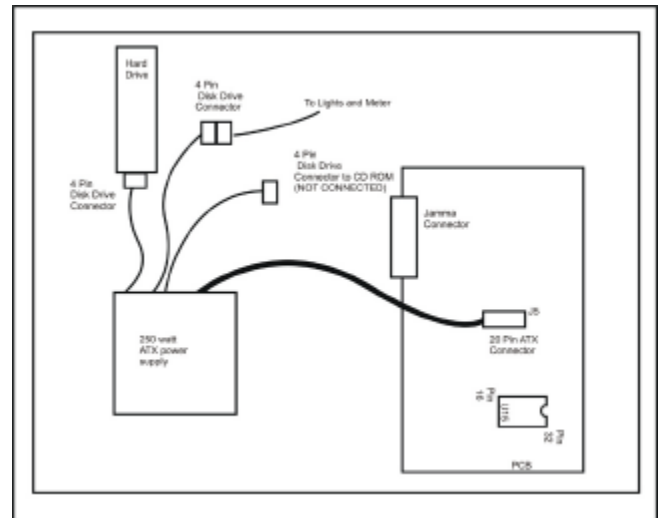 Hard
Drive
4 Pin
Disk Drive
Connector
To Lights and Meter
4 Pin
Disk Drive
Connector to CD ROM
(NOT CONNECTED)
4 Pin
Disk Drive
Connector
Jamma
Connector
J5
20 Pin ATX
Connector
250 watt
ATX power
supply
Pin
16
U15
Pin
32
PCB